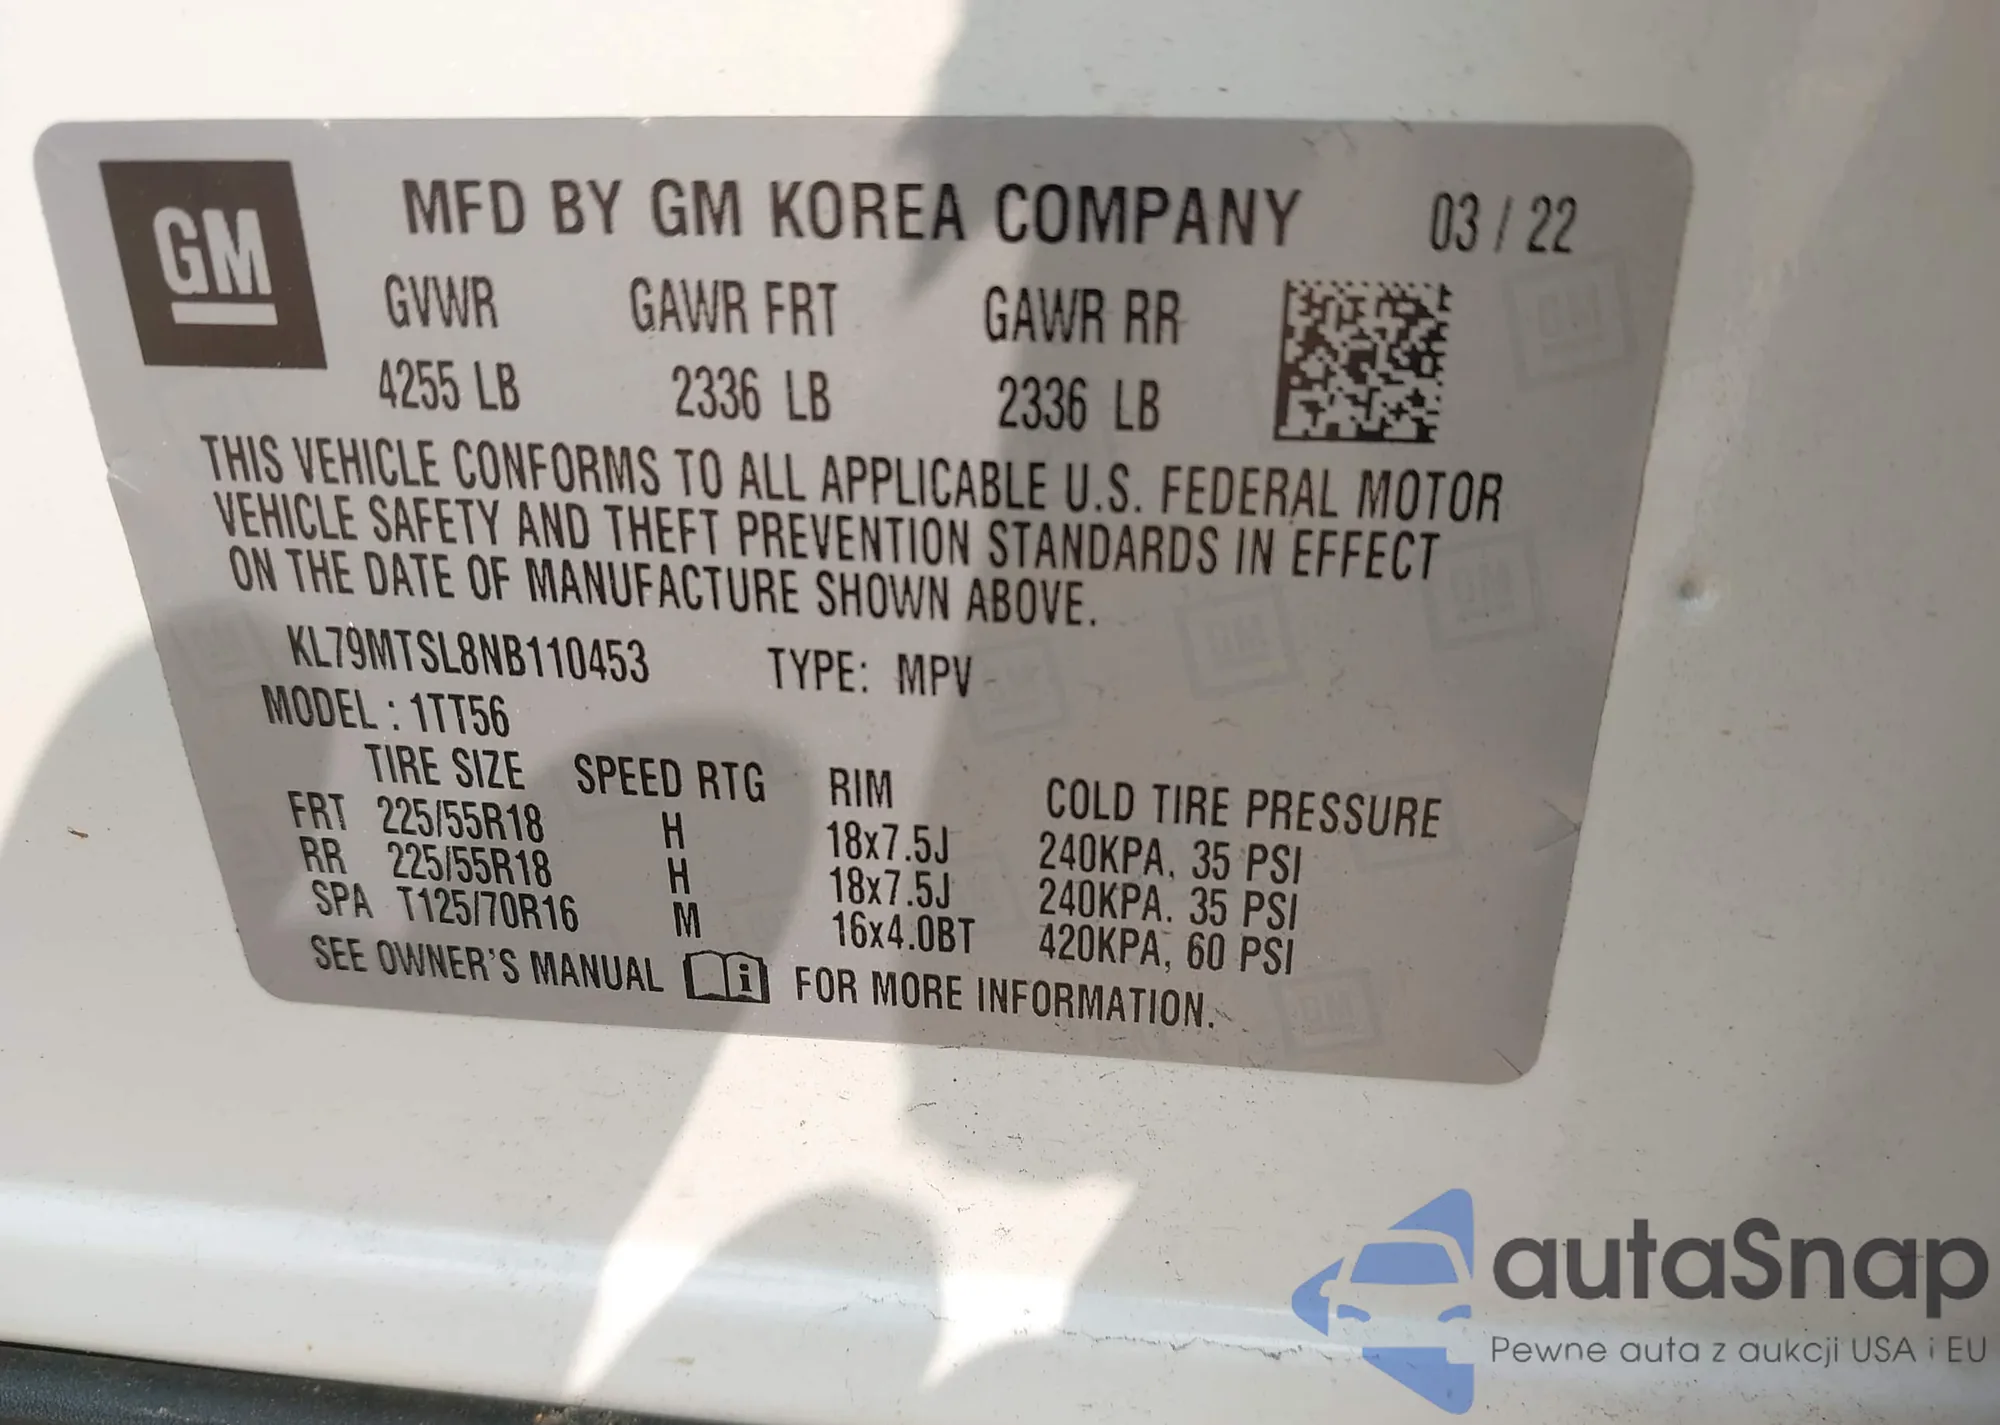 GM
MFD BY GM KOREA COMPANY 03 / 22
GVWR GAWR FRT GAWR RR
4255 LB 2336 LB 2336 LB
THIS VEHICLE CONFORMS TO ALL APPLICABLE U.S. FEDERAL MOTOR
VEHICLE SAFETY AND THEFT PREVENTION STANDARDS IN EFFECT
ON THE DATE OF MANUFACTURE SHOWN ABOVE.
KL79MTSL8NB110453 TYPE: MPV
MODEL : 1TT56
TIRE SIZE SPEED RTG RIM COLD TIRE PRESSURE
FRT 225/55R18 H 18x7.5J 240KPA, 35 PSI
RR 225/55R18 H 18x7.5J 240KPA. 35 PSI
SPA T125/70R16 M 16x4.0BT 420KPA, 60 PSI
SEE OWNER'S MANUAL i FOR MORE INFORMATION.
autaSnap
Pewne auta z aukcji USA i EU